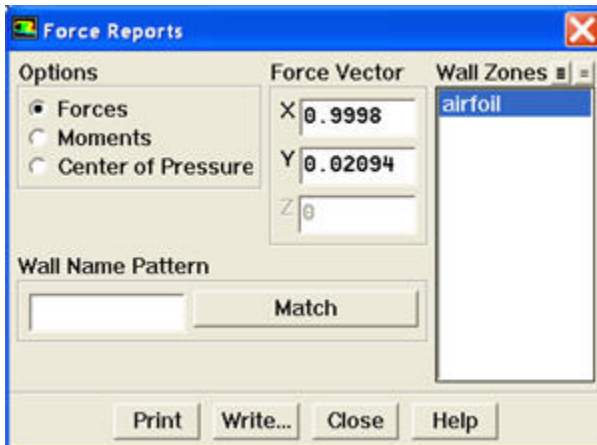 Force Reports
Options
Forces
Moments
Center of Pressure
Force Vector
X 0.9998
Y 0.02094
Z 0
Wall Zones
airfoil
Wall Name Pattern
Match
Print Write... Close Help